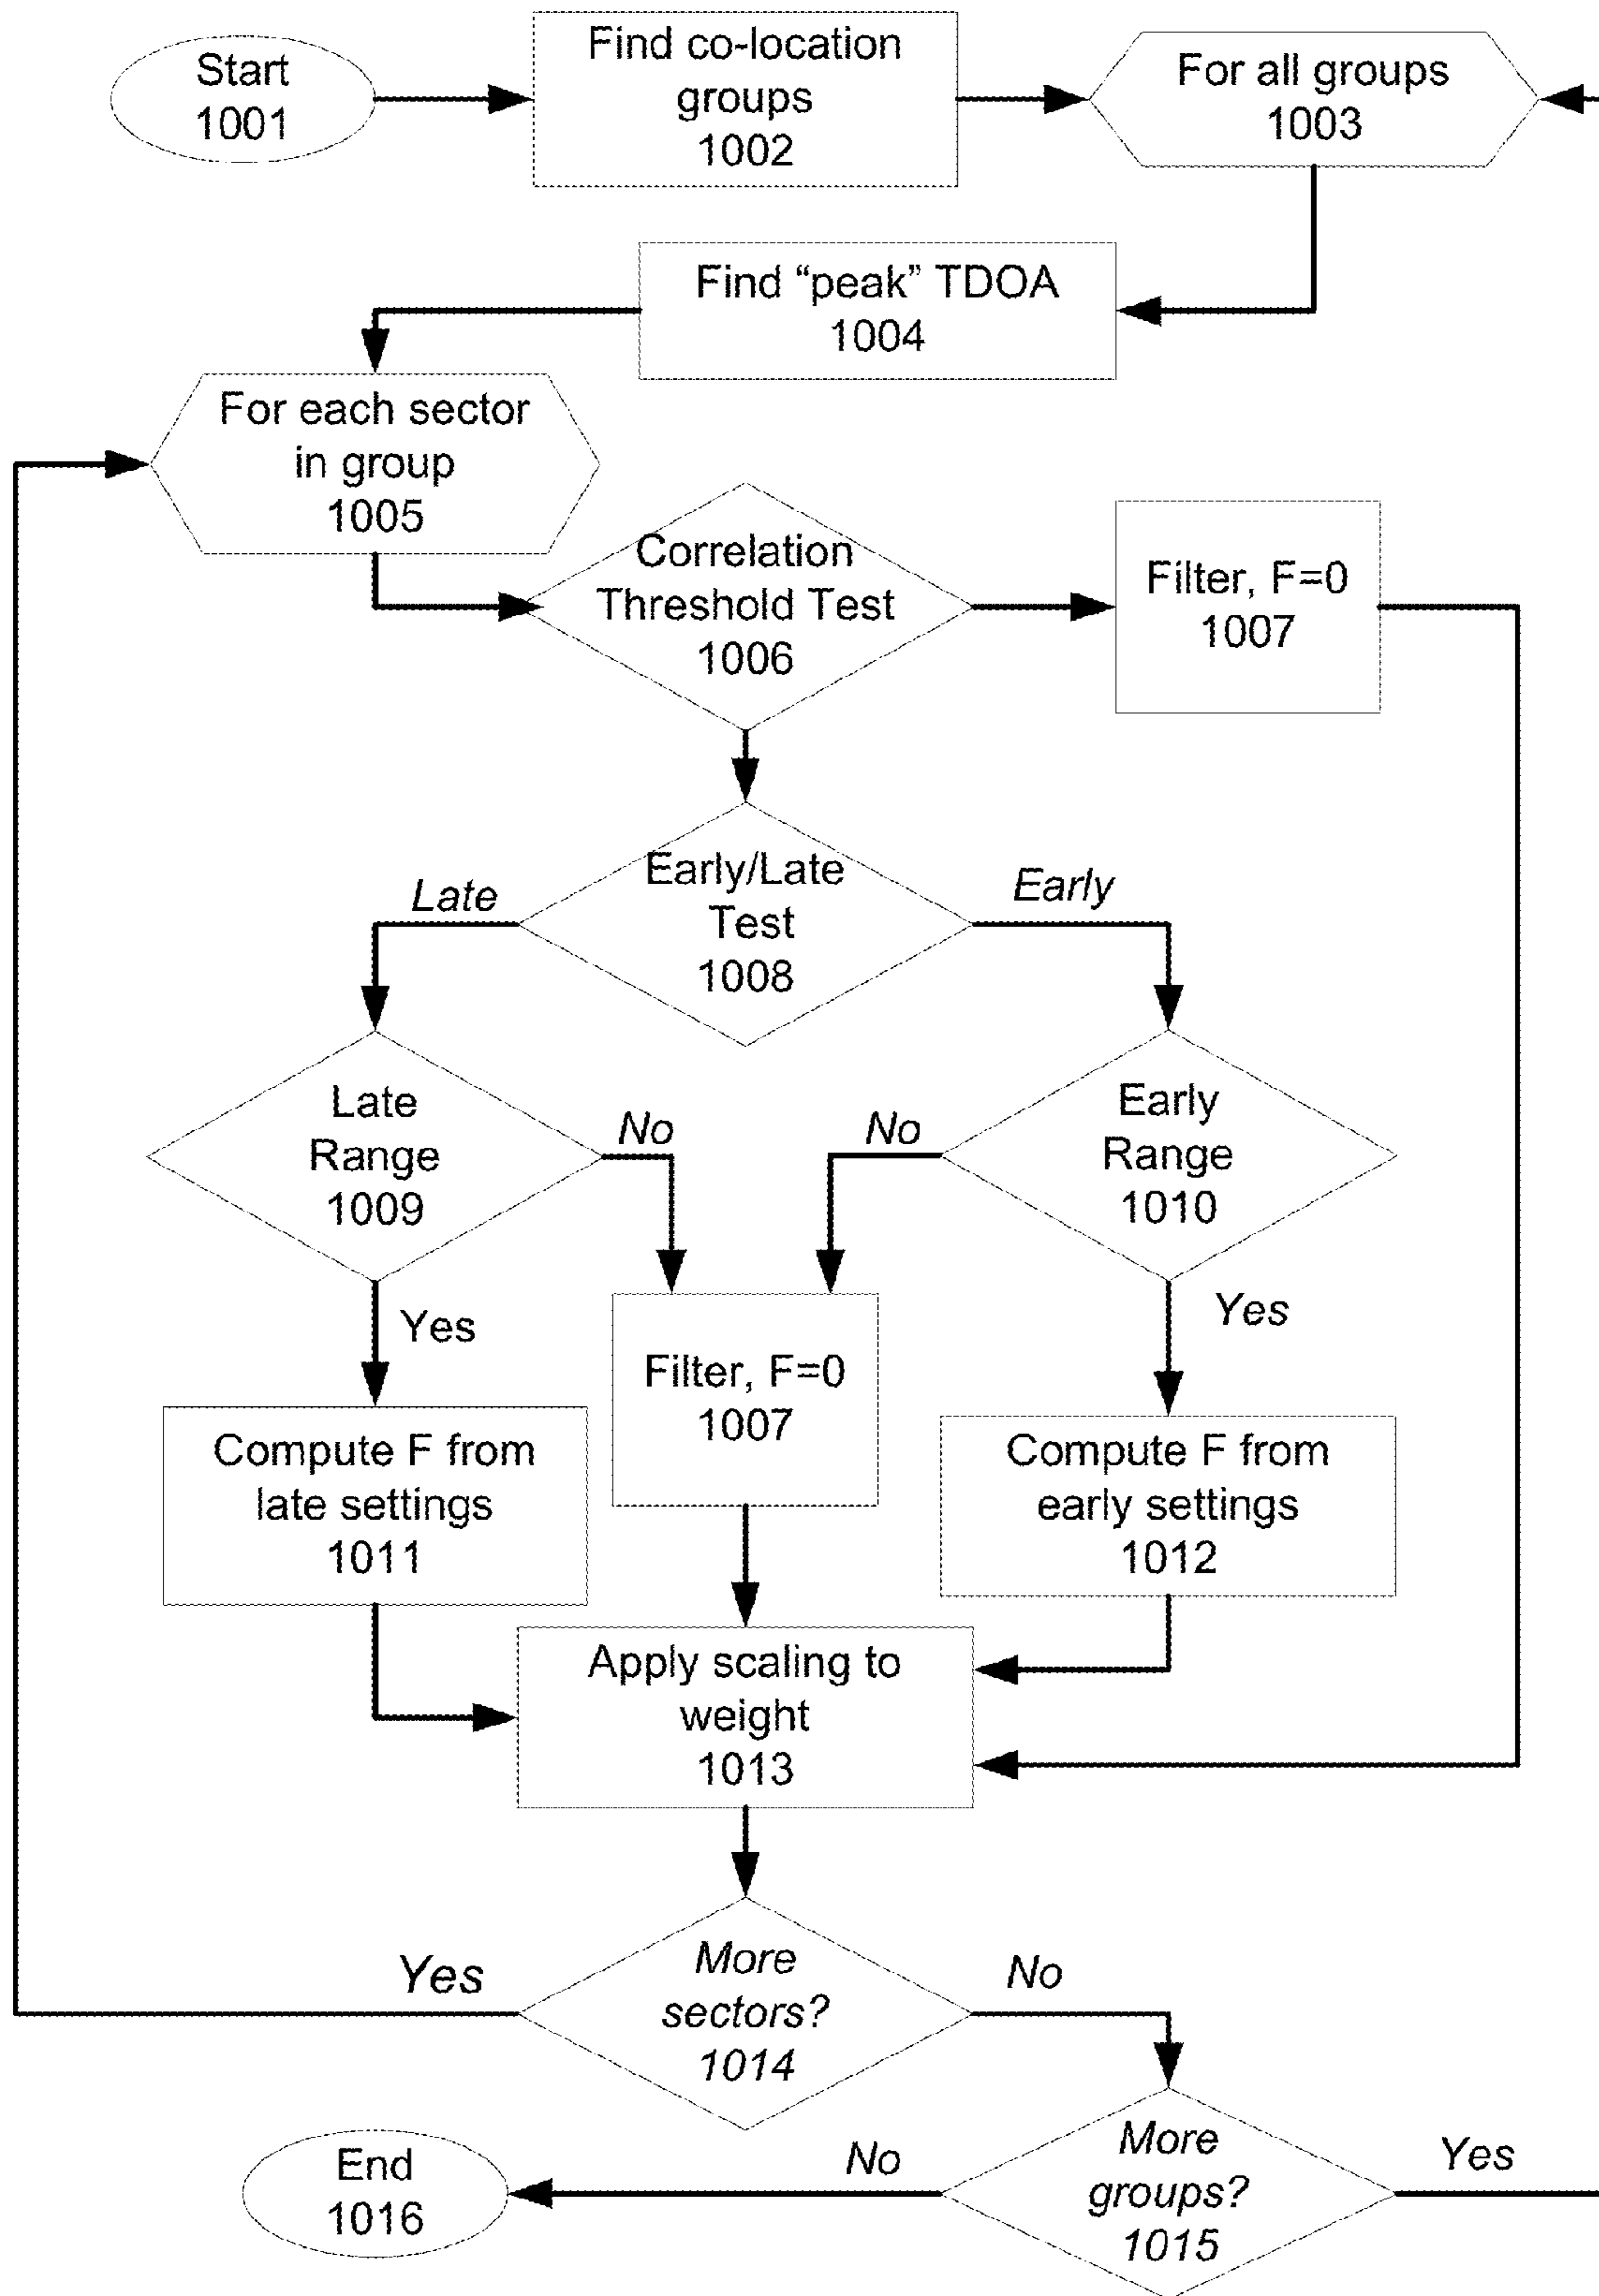 Start
1001
Find co-location
groups
1002
For all groups
1003
Find “peak” TDOA
1004
For each sector
in group
1005
Correlation
Threshold Test
1006
Filter, F=0
1007
Early/Late
Test
1008
Late
Early
Late
Range
1009
No
No
Early
Range
1010
Yes
Yes
Filter, F=0
1007
Compute F from
late settings
1011
Compute F from
early settings
1012
Apply scaling to
weight
1013
Yes
More
sectors?
1014
No
End
1016
No
More
groups?
1015
Yes